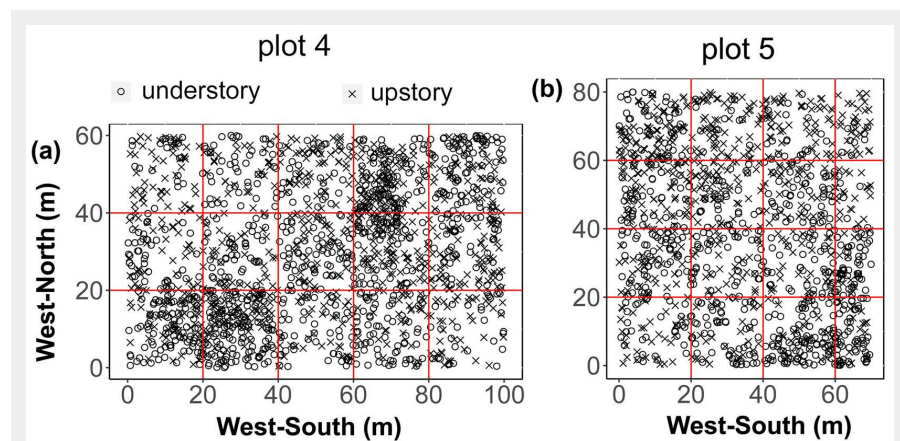 plot 4
plot 5
○ understory × upstory
(a)
(b)
West-North (m)
60
40
20
0
0 20 40 60 80 100
West-South (m)
80
60
40
20
0
0 20 40 60
West-South (m)